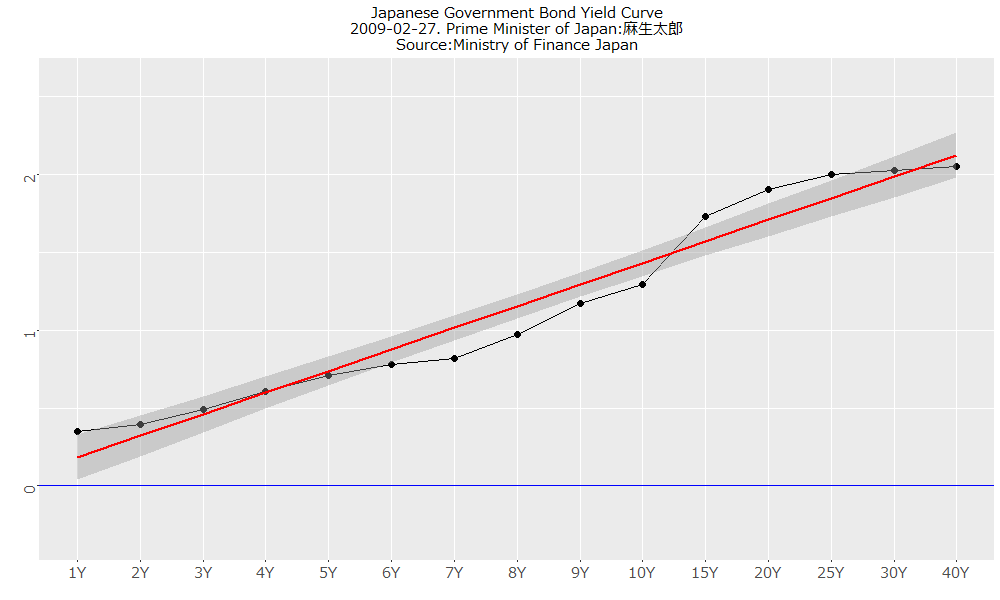 Japanese Government Bond Yield Curve
2009-02-27. Prime Minister of Japan:麻生太郎
Source:Ministry of Finance Japan
2
1
0
1Y 2Y 3Y 4Y 5Y 6Y 7Y 8Y 9Y 10Y 15Y 20Y 25Y 30Y 40Y